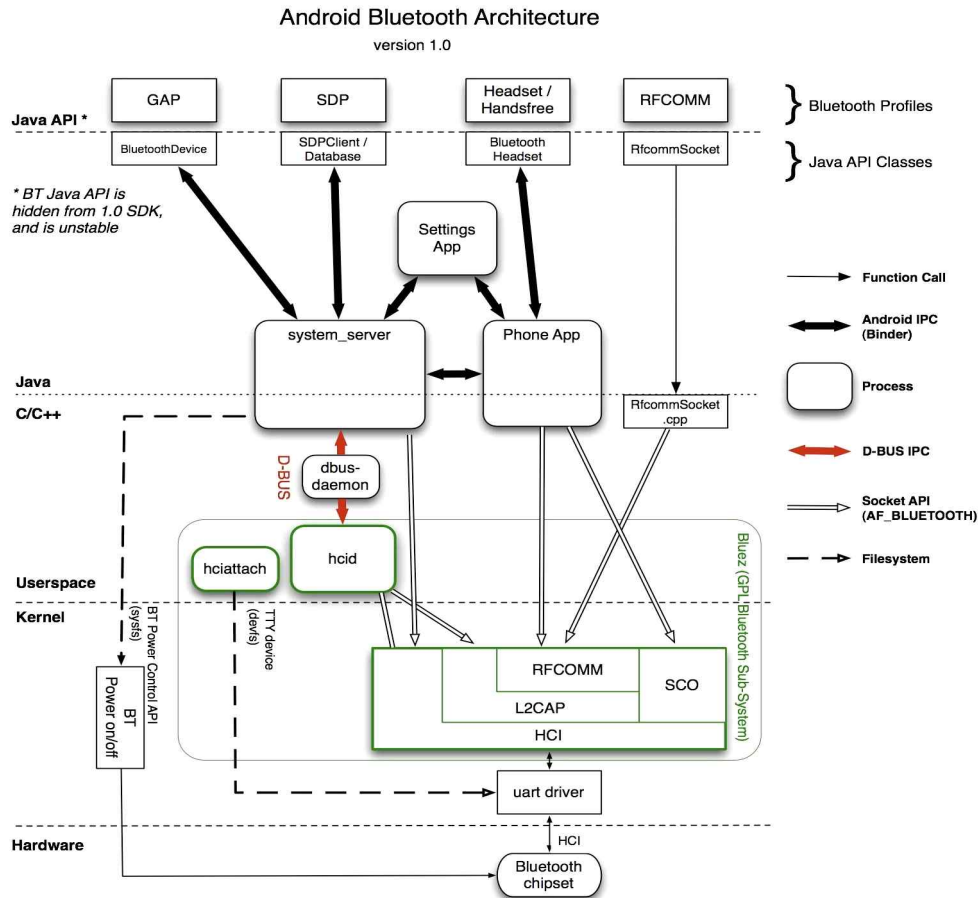 Android Bluetooth Architecture
version 1.0
GAP
SDP
Headset /
Handsfree
RFCOMM
Bluetooth Profiles
Java API *
BluetoothDevice
SDPClient /
Database
Bluetooth
Headset
RfcommSocket
Java API Classes
* BT Java API is
hidden from 1.0 SDK,
and is unstable
Settings
App
Function Call
system_server
Phone App
Android IPC
(Binder)
Java
Process
C/C++
RfcommSocket
.cpp
D-BUS
dbus-
daemon
D-BUS IPC
Socket API
(AF_BLUETOOTH)
hciattach
hcid
Filesystem
Userspace
Kernel
BT Power Control API
(sysfs)
TTY device
(devfs)
Bluez (GPL Bluetooth Sub-System)
BT
Power on/off
RFCOMM
SCO
L2CAP
HCI
uart driver
Hardware
HCI
Bluetooth
chipset